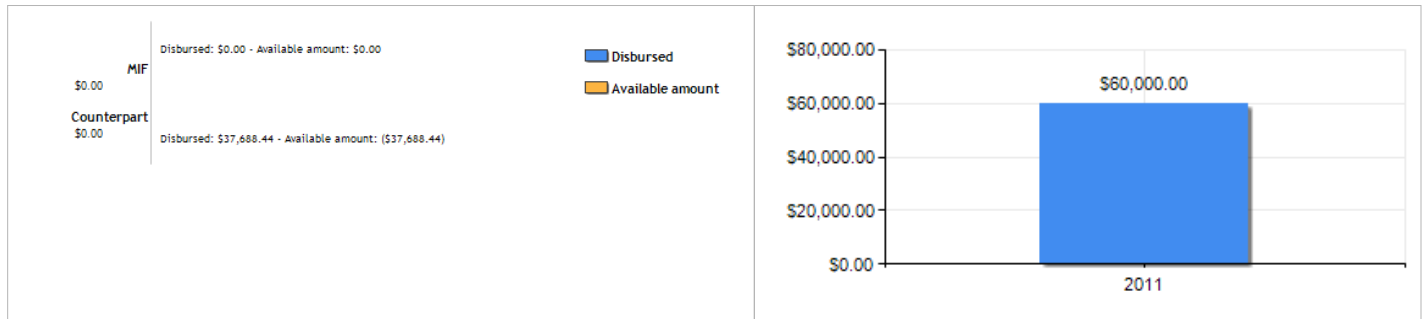 Disbursed: $0.00 - Available amount: $0.00
MIF
$0.00
Counterpart
$0.00
Disbursed: $37,688.44 - Available amount: ($37,688.44)
Disbursed
Available amount
$80,000.00
$60,000.00
$60,000.00
$40,000.00
$20,000.00
$0.00
2011